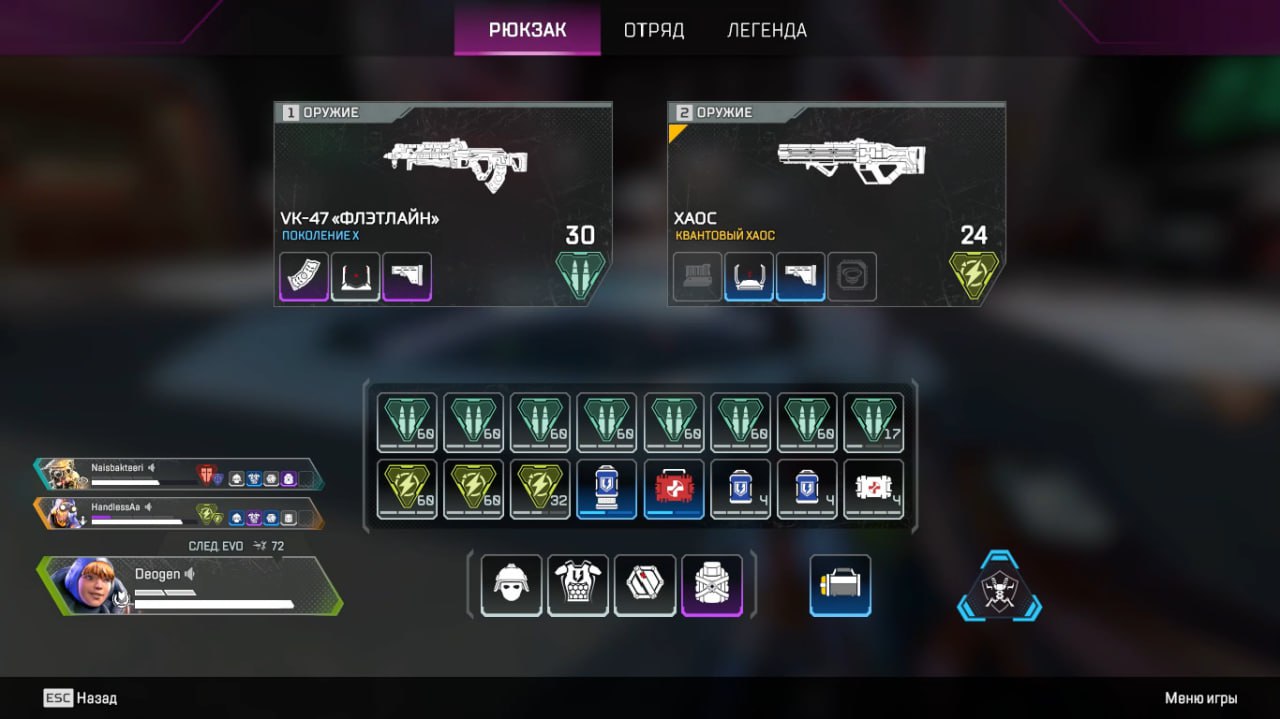 РЮКЗАК
ОТРЯД
ЛЕГЕНДА
1 ОРУЖИЕ
VK-47 «ФЛЭТЛАЙН»
ПОКОЛЕНИЕ X
30
2 ОРУЖИЕ
ХАОС
КВАНТОВЫЙ ХАОС
24
60 60 60 60 60 60 60 17
60 60 32 4 4 4
Naisbakteeri
HandlessAa
СЛЕД. EVO 72
Deogen
ESC Назад
Меню игры